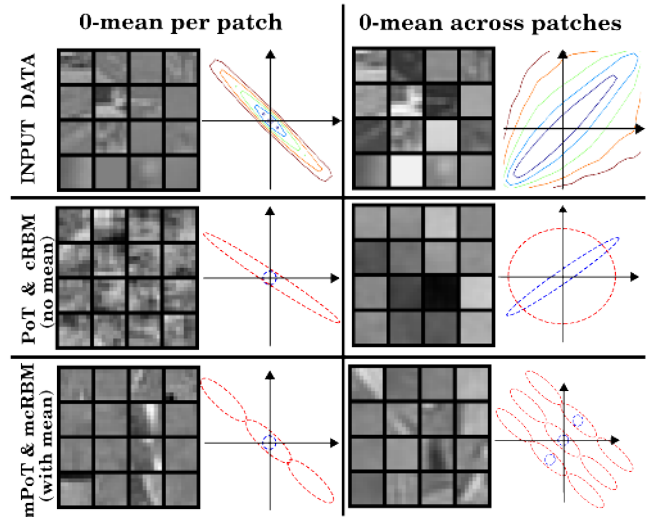 0-mean per patch
0-mean across patches
INPUT DATA
PoT & cRBM
(no mean)
mPoT & mcRBM
(with mean)